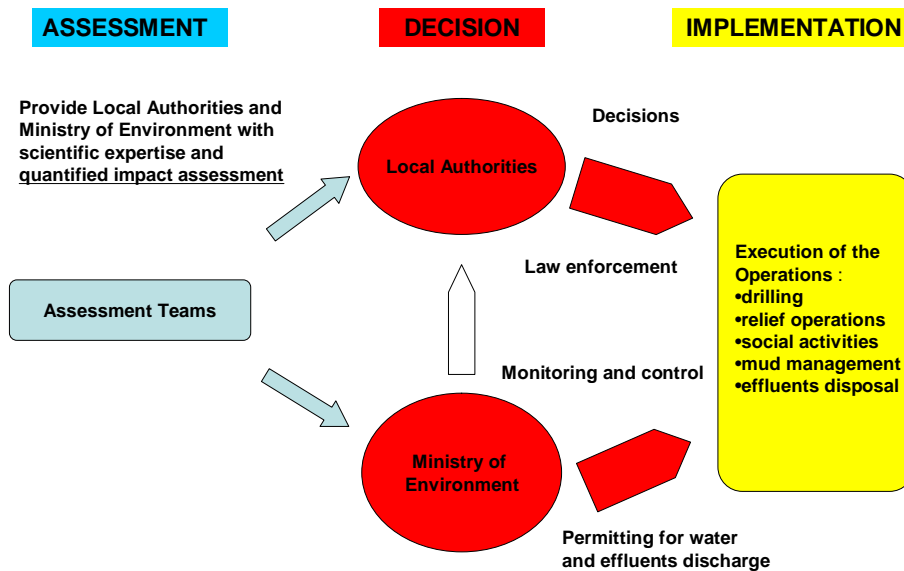 ASSESSMENT
DECISION
IMPLEMENTATION
Provide Local Authorities and
Ministry of Environment with
scientific expertise and
quantified impact assessment
Decisions
Local Authorities
Law enforcement
Execution of the
Operations :
•drilling
•relief operations
•social activities
•mud management
•effluents disposal
Assessment Teams
Monitoring and control
Ministry of
Environment
Permitting for water
and effluents discharge